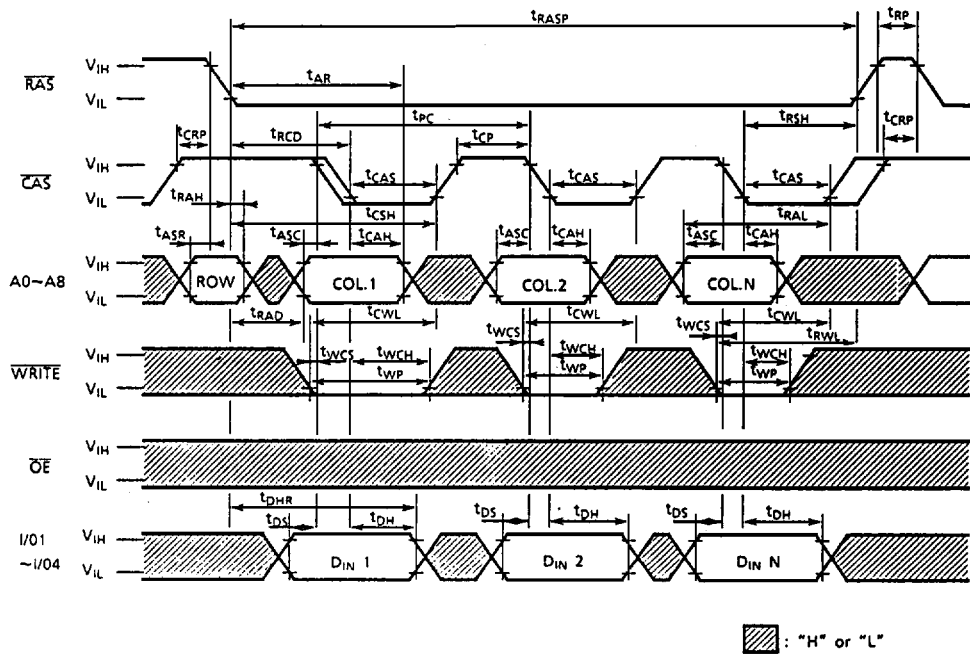 tRASP tRP
tAR
RAS VIH
VIL
tPC tRSH
tCRP tRCD tCP tCRP
CAS VIH
VIL
tCAS tCAS tCAS
tRAH tCSH tRAL
tASR tASC tCAH tASC tCAH tASC tCAH
A0~A8 VIH
VIL
ROW COL.1 COL.2 COL.N
tRAD tCWL tCWL tCWL
tWCS tWCS tRWL
WRITE VIH
VIL
tWCS tWCH tWCH tWCH
tWP tWP tWP
OE VIH
VIL
tDHR
tDS tDH tDS tDH tDS tDH
I/01 VIH
~i/04 VIL
DIN 1 DIN 2 DIN N
: "H" or "L"